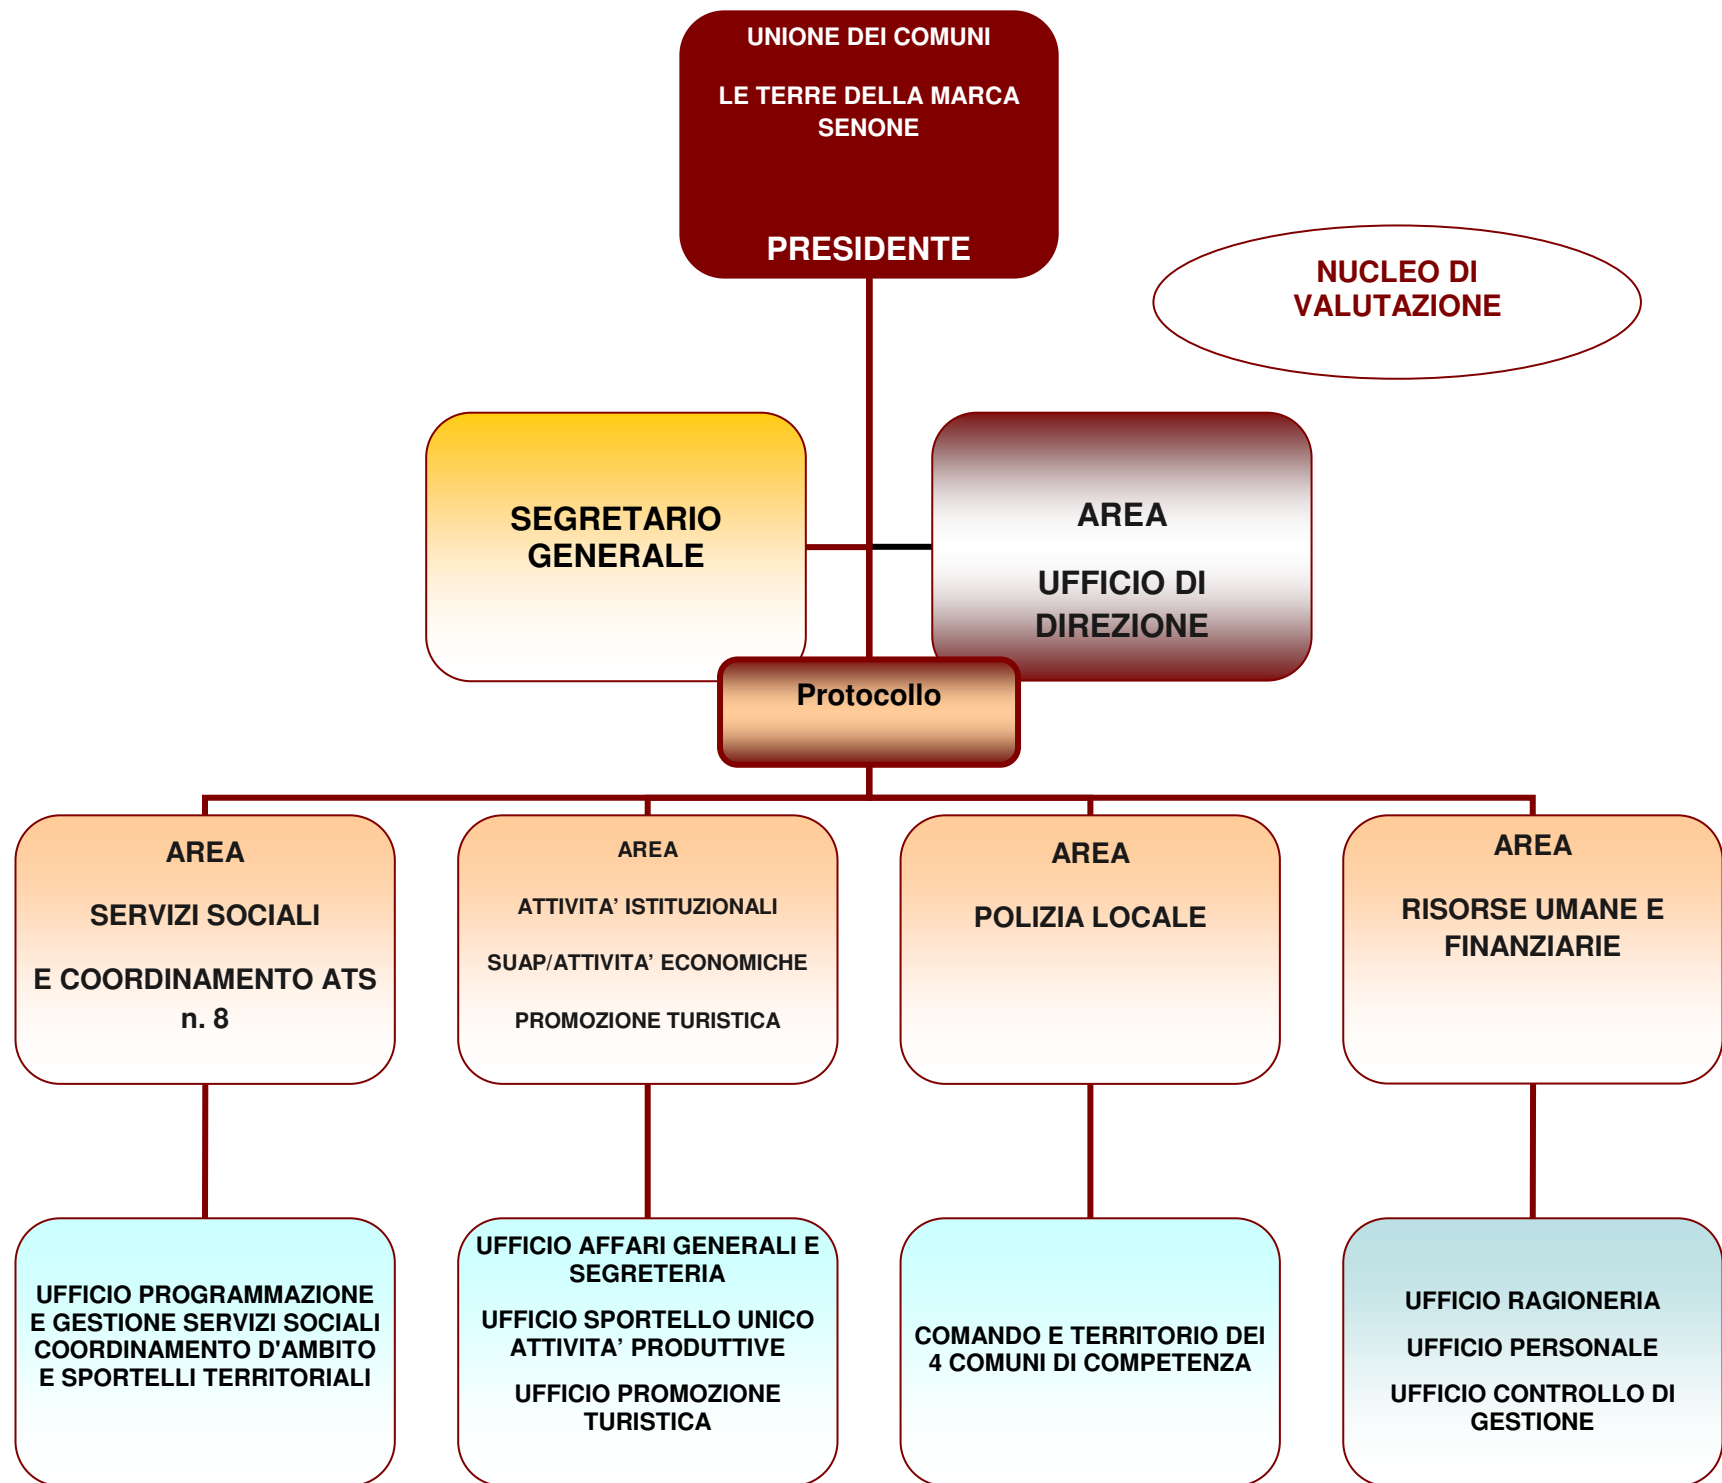 UNIONE DEI COMUNI
LE TERRE DELLA MARCA
SENONE
PRESIDENTE
NUCLEO DI
VALUTAZIONE
SEGRETARIO
GENERALE
AREA
UFFICIO DI
DIREZIONE
Protocollo
AREA
SERVIZI SOCIALI
E COORDINAMENTO ATS
n. 8
AREA
ATTIVITA’ ISTITUZIONALI
SUAP/ATTIVITA’ ECONOMICHE
PROMOZIONE TURISTICA
AREA
POLIZIA LOCALE
AREA
RISORSE UMANE E
FINANZIARIE
UFFICIO PROGRAMMAZIONE
E GESTIONE SERVIZI SOCIALI
COORDINAMENTO D'AMBITO
E SPORTELLI TERRITORIALI
UFFICIO AFFARI GENERALI E
SEGRETERIA
UFFICIO SPORTELLO UNICO
ATTIVITA’ PRODUTTIVE
UFFICIO PROMOZIONE
TURISTICA
COMANDO E TERRITORIO DEI
4 COMUNI DI COMPETENZA
UFFICIO RAGIONERIA
UFFICIO PERSONALE
UFFICIO CONTROLLO DI
GESTIONE